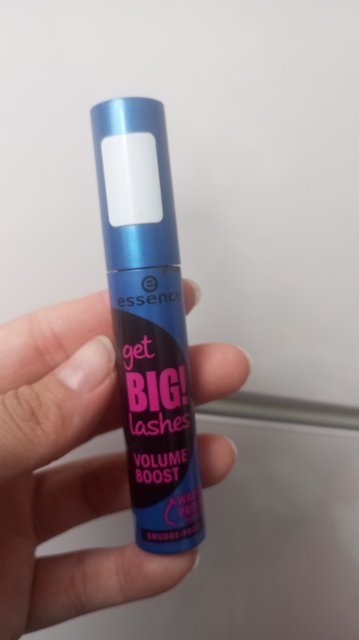 essence
get
BIG!
lashes
VOLUME
BOOST